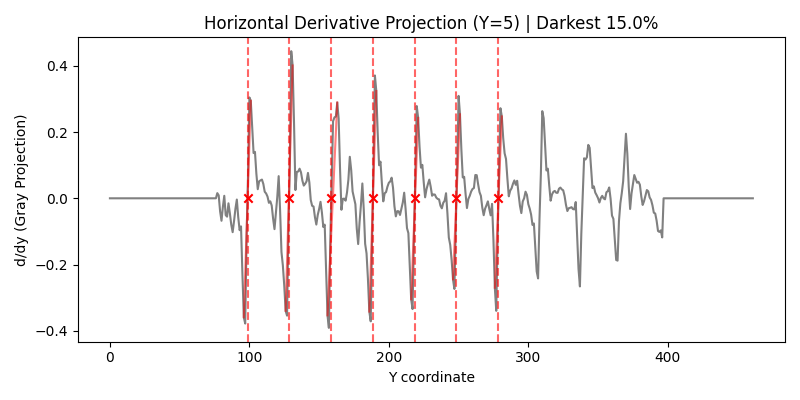 Horizontal Derivative Projection (Y=5) | Darkest 15.0%
d/dy (Gray Projection)
0.4
0.2
0.0
−0.2
−0.4
0 100 200 300 400
Y coordinate